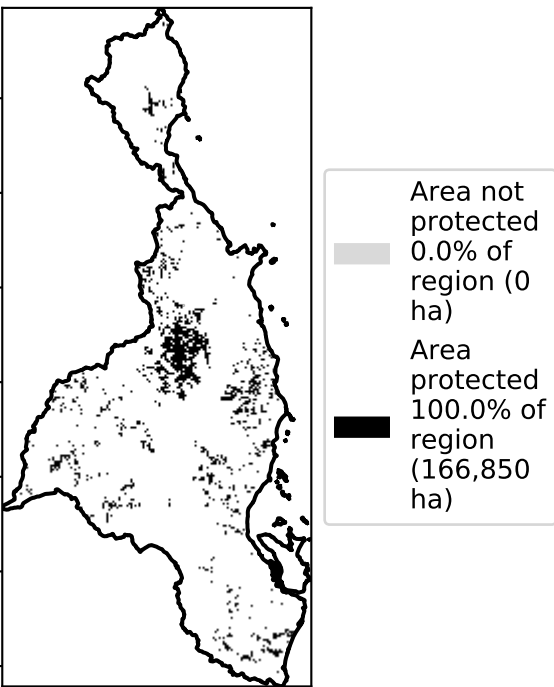 Area not
protected
0.0% of
region (0
ha)
Area
protected
100.0% of
region
(166,850
ha)